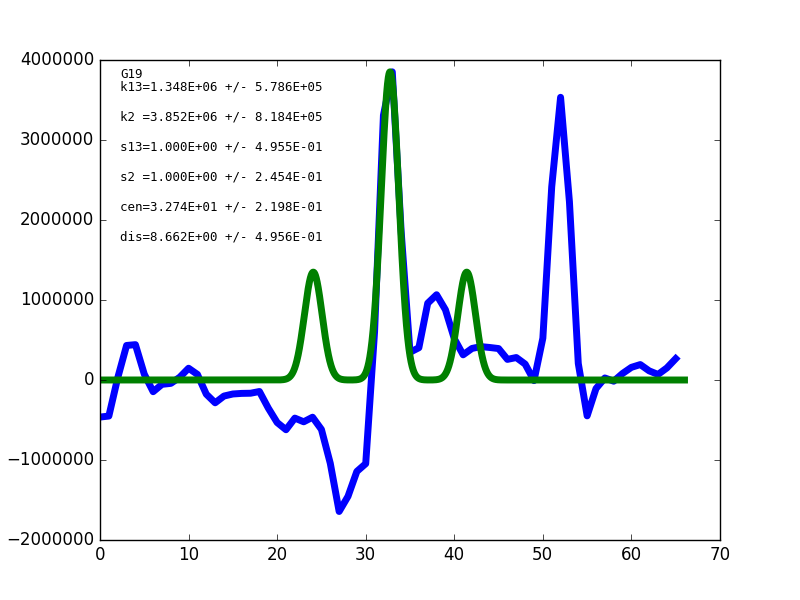 4000000
G19
k13=1.348E+06 +/- 5.786E+05
3000000
k2 =3.852E+06 +/- 8.184E+05
s13=1.000E+00 +/- 4.955E-01
s2 =1.000E+00 +/- 2.454E-01
2000000
cen=3.274E+01 +/- 2.198E-01
dis=8.662E+00 +/- 4.956E-01
1000000
0
−1000000
−2000000
0 10 20 30 40 50 60 70